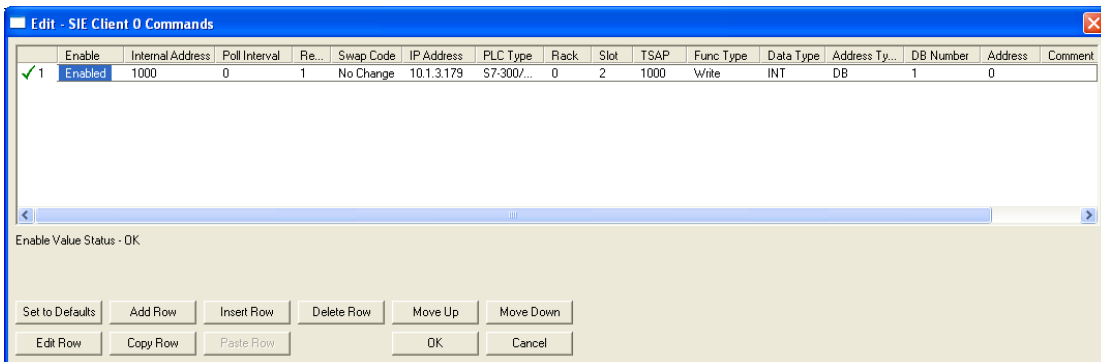 Edit - SIE Client 0 Commands
Enable Internal Address Poll Interval Re... Swap Code IP Address PLC Type Rack Slot TSAP Func Type Data Type Address Ty... DB Number Address Comment
1 Enabled 1000 0 1 No Change 10.1.3.179 S7-300/... 0 2 1000 Write INT DB 1 0
Enable Value Status - OK
Set to Defaults Add Row Insert Row Delete Row Move Up Move Down
Edit Row Copy Row Paste Row OK Cancel